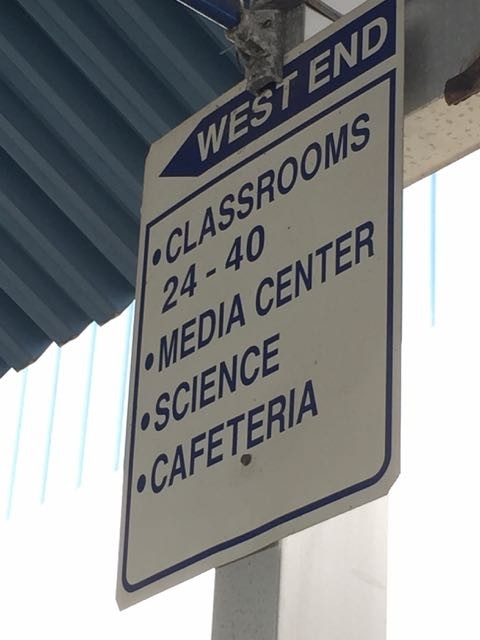 WEST END
•CLASSROOMS
24 - 40
•MEDIA CENTER
•SCIENCE
•CAFETERIA